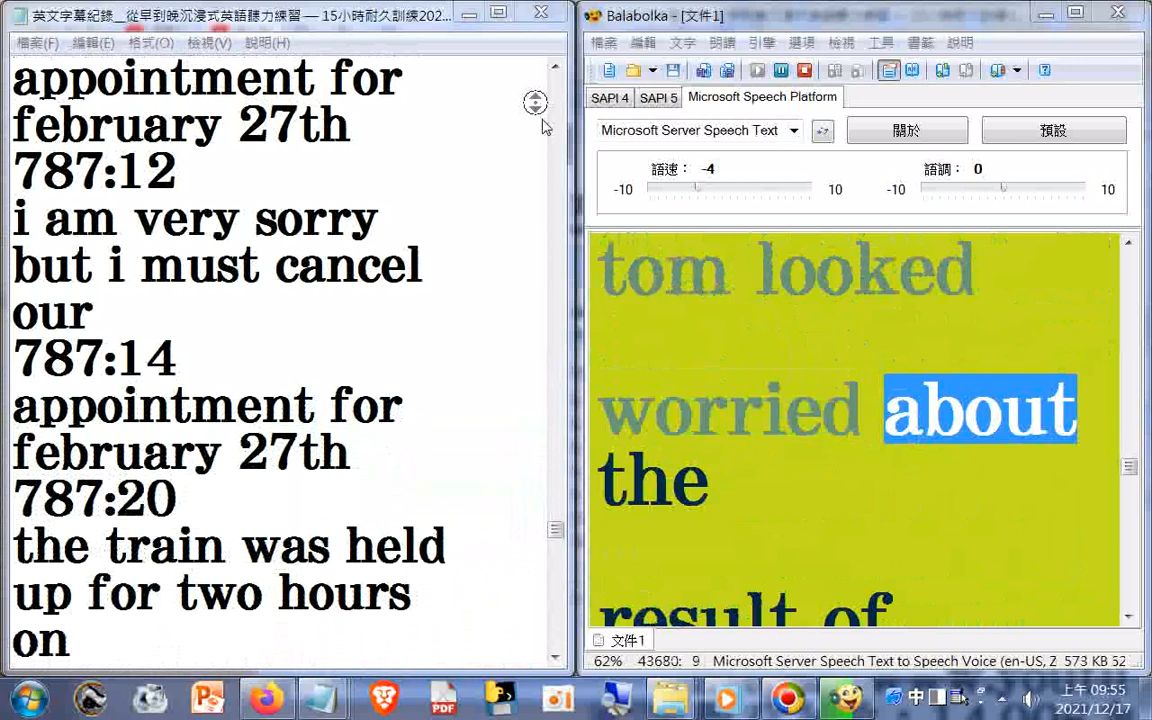 英文字幕紀錄__從早到晚沉浸式英語聽力練習 — 15小時耐久訓練202...
檔案(F) 編輯(E) 格式(O) 檢視(V) 說明(H)
appointment for
february 27th
787:12
i am very sorry
but i must cancel
our
787:14
appointment for
february 27th
787:20
the train was held
up for two hours
on
Balabolka - [文件1]
檔案 編輯 文字 朗讀 引擎 選項 檢視 工具 書籤 說明
SAPI 4 SAPI 5 Microsoft Speech Platform
Microsoft Server Speech Text 關於 預設
語速： -4 語調： 0
-10 10 -10 10
tom looked
worried about
the
result of
文件1
62% 43680: 9 Microsoft Server Speech Text to Speech Voice (en-US, Z 573 KB 52
中 上午 09:55
2021/12/17